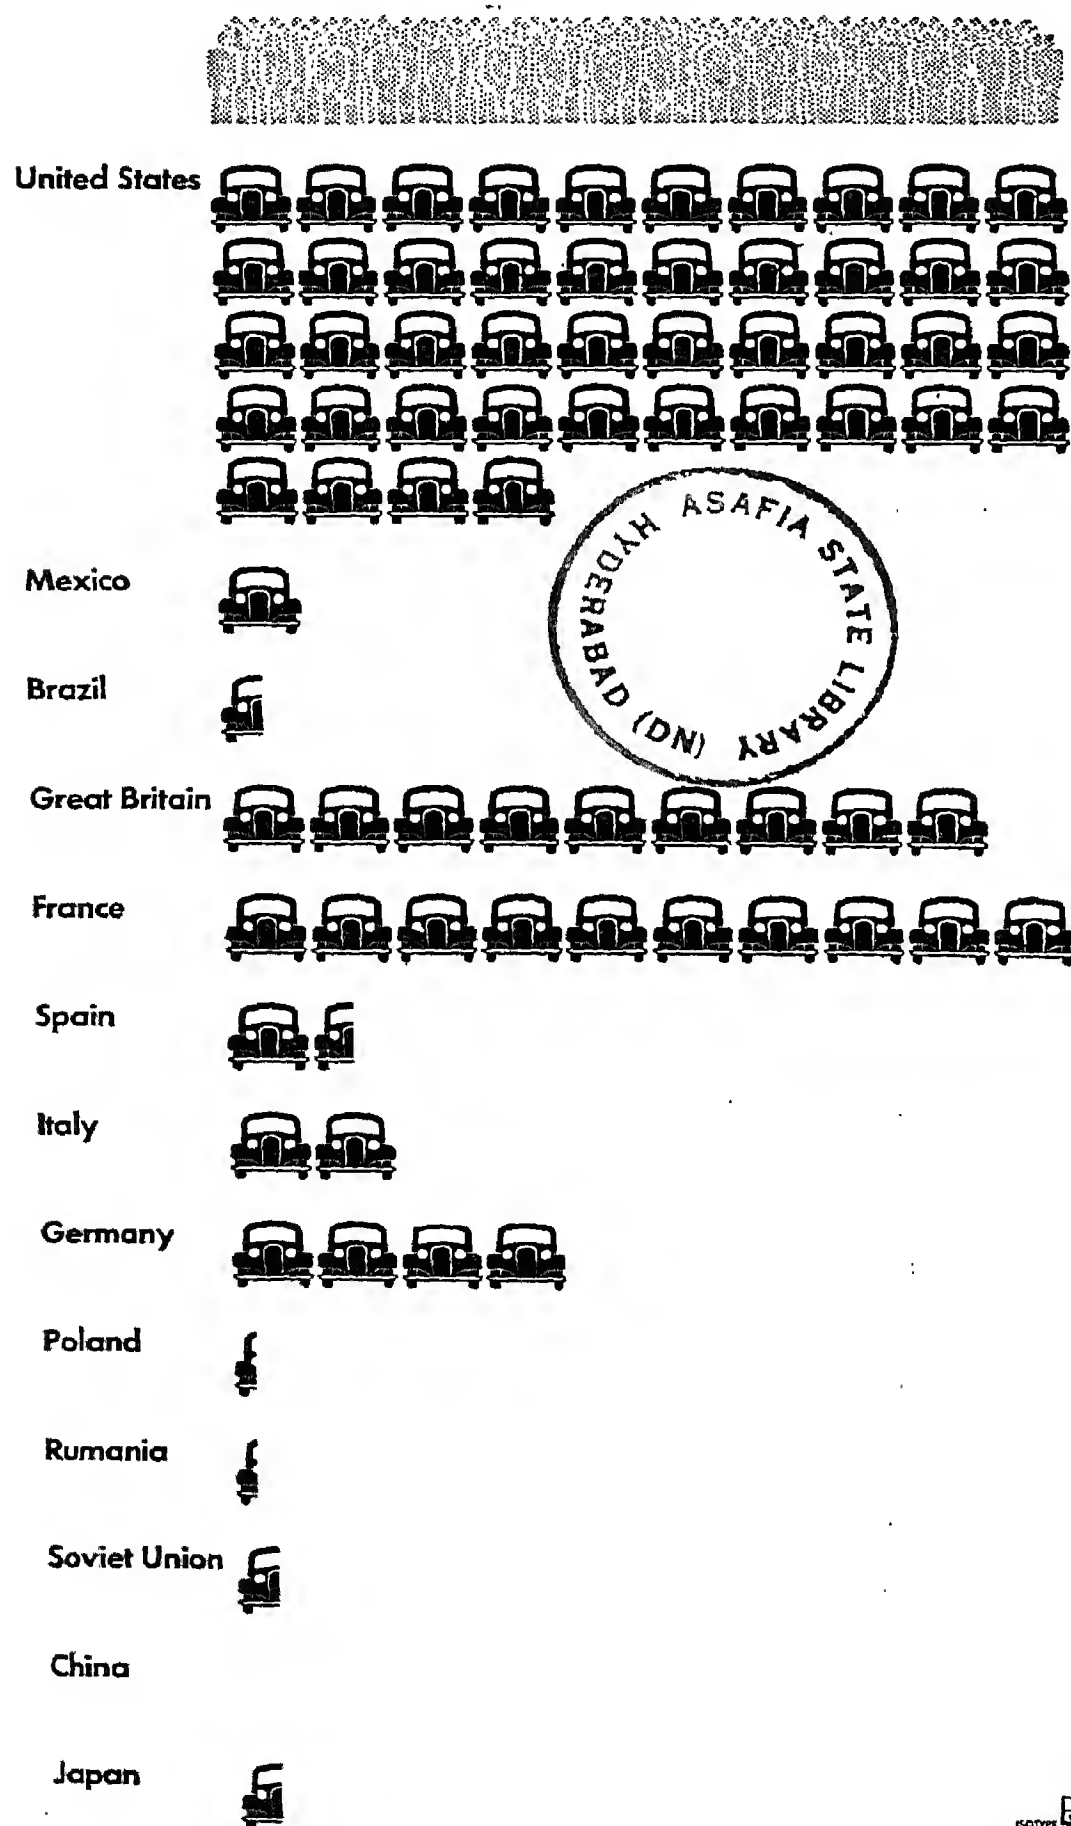 United States
HYDERABAD (DN) ASAFIA STATE LIBRARY
Mexico
Brazil
Great Britain
France
Spain
Italy
Germany
Poland
Rumania
Soviet Union
China
Japan
ISOTYPE